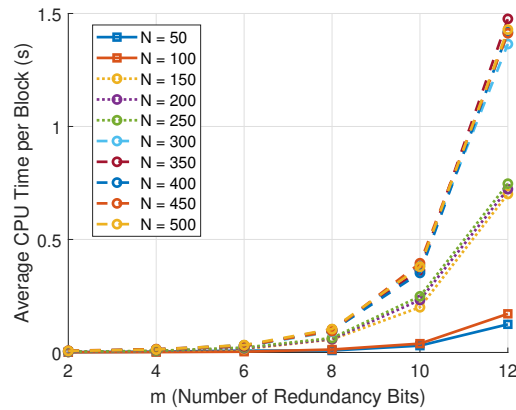 1.5
1
0.5
0
2
4
6
8
10
12
Average CPU Time per Block (s)
m (Number of Redundancy Bits)
N = 50
N = 100
N = 150
N = 200
N = 250
N = 300
N = 350
N = 400
N = 450
N = 500